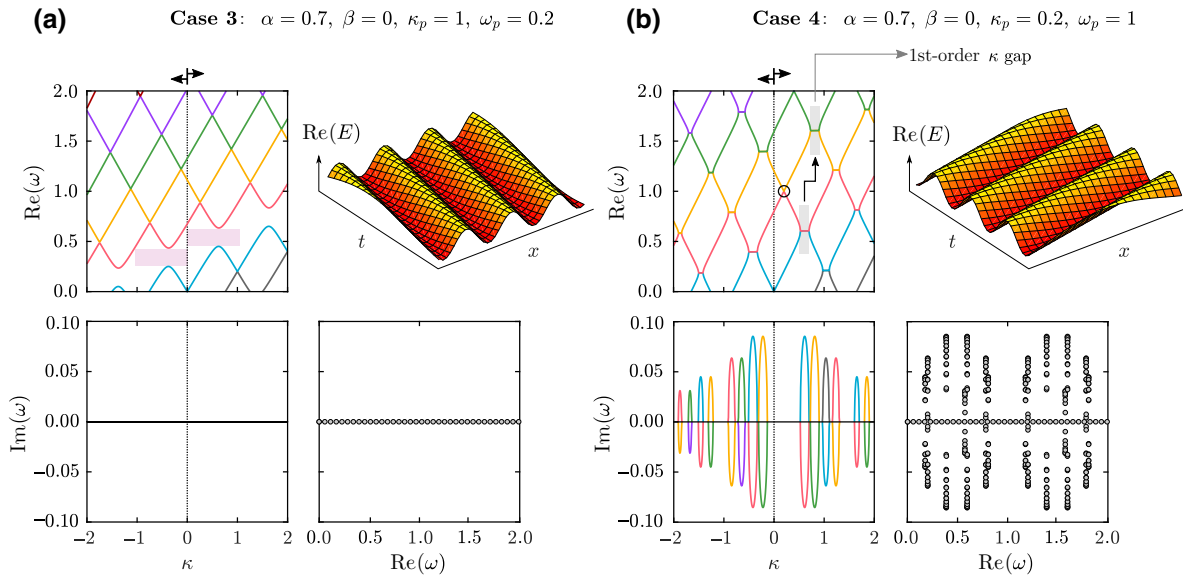 (a) Case 3: α = 0.7, β = 0, κp = 1, ωp = 0.2
(b) Case 4: α = 0.7, β = 0, κp = 0.2, ωp = 1
1st-order κ gap
2.0
1.5
1.0
0.5
0.0
Re(ω)
Re(E)
t
x
2.0
1.5
1.0
0.5
0.0
Re(ω)
Re(E)
t
x
0.10
0.05
0.00
−0.05
−0.10
Im(ω)
−2 −1 0 1 2
κ
0.0 0.5 1.0 1.5 2.0
Re(ω)
0.10
0.05
0.00
−0.05
−0.10
Im(ω)
−2 −1 0 1 2
κ
0.0 0.5 1.0 1.5 2.0
Re(ω)